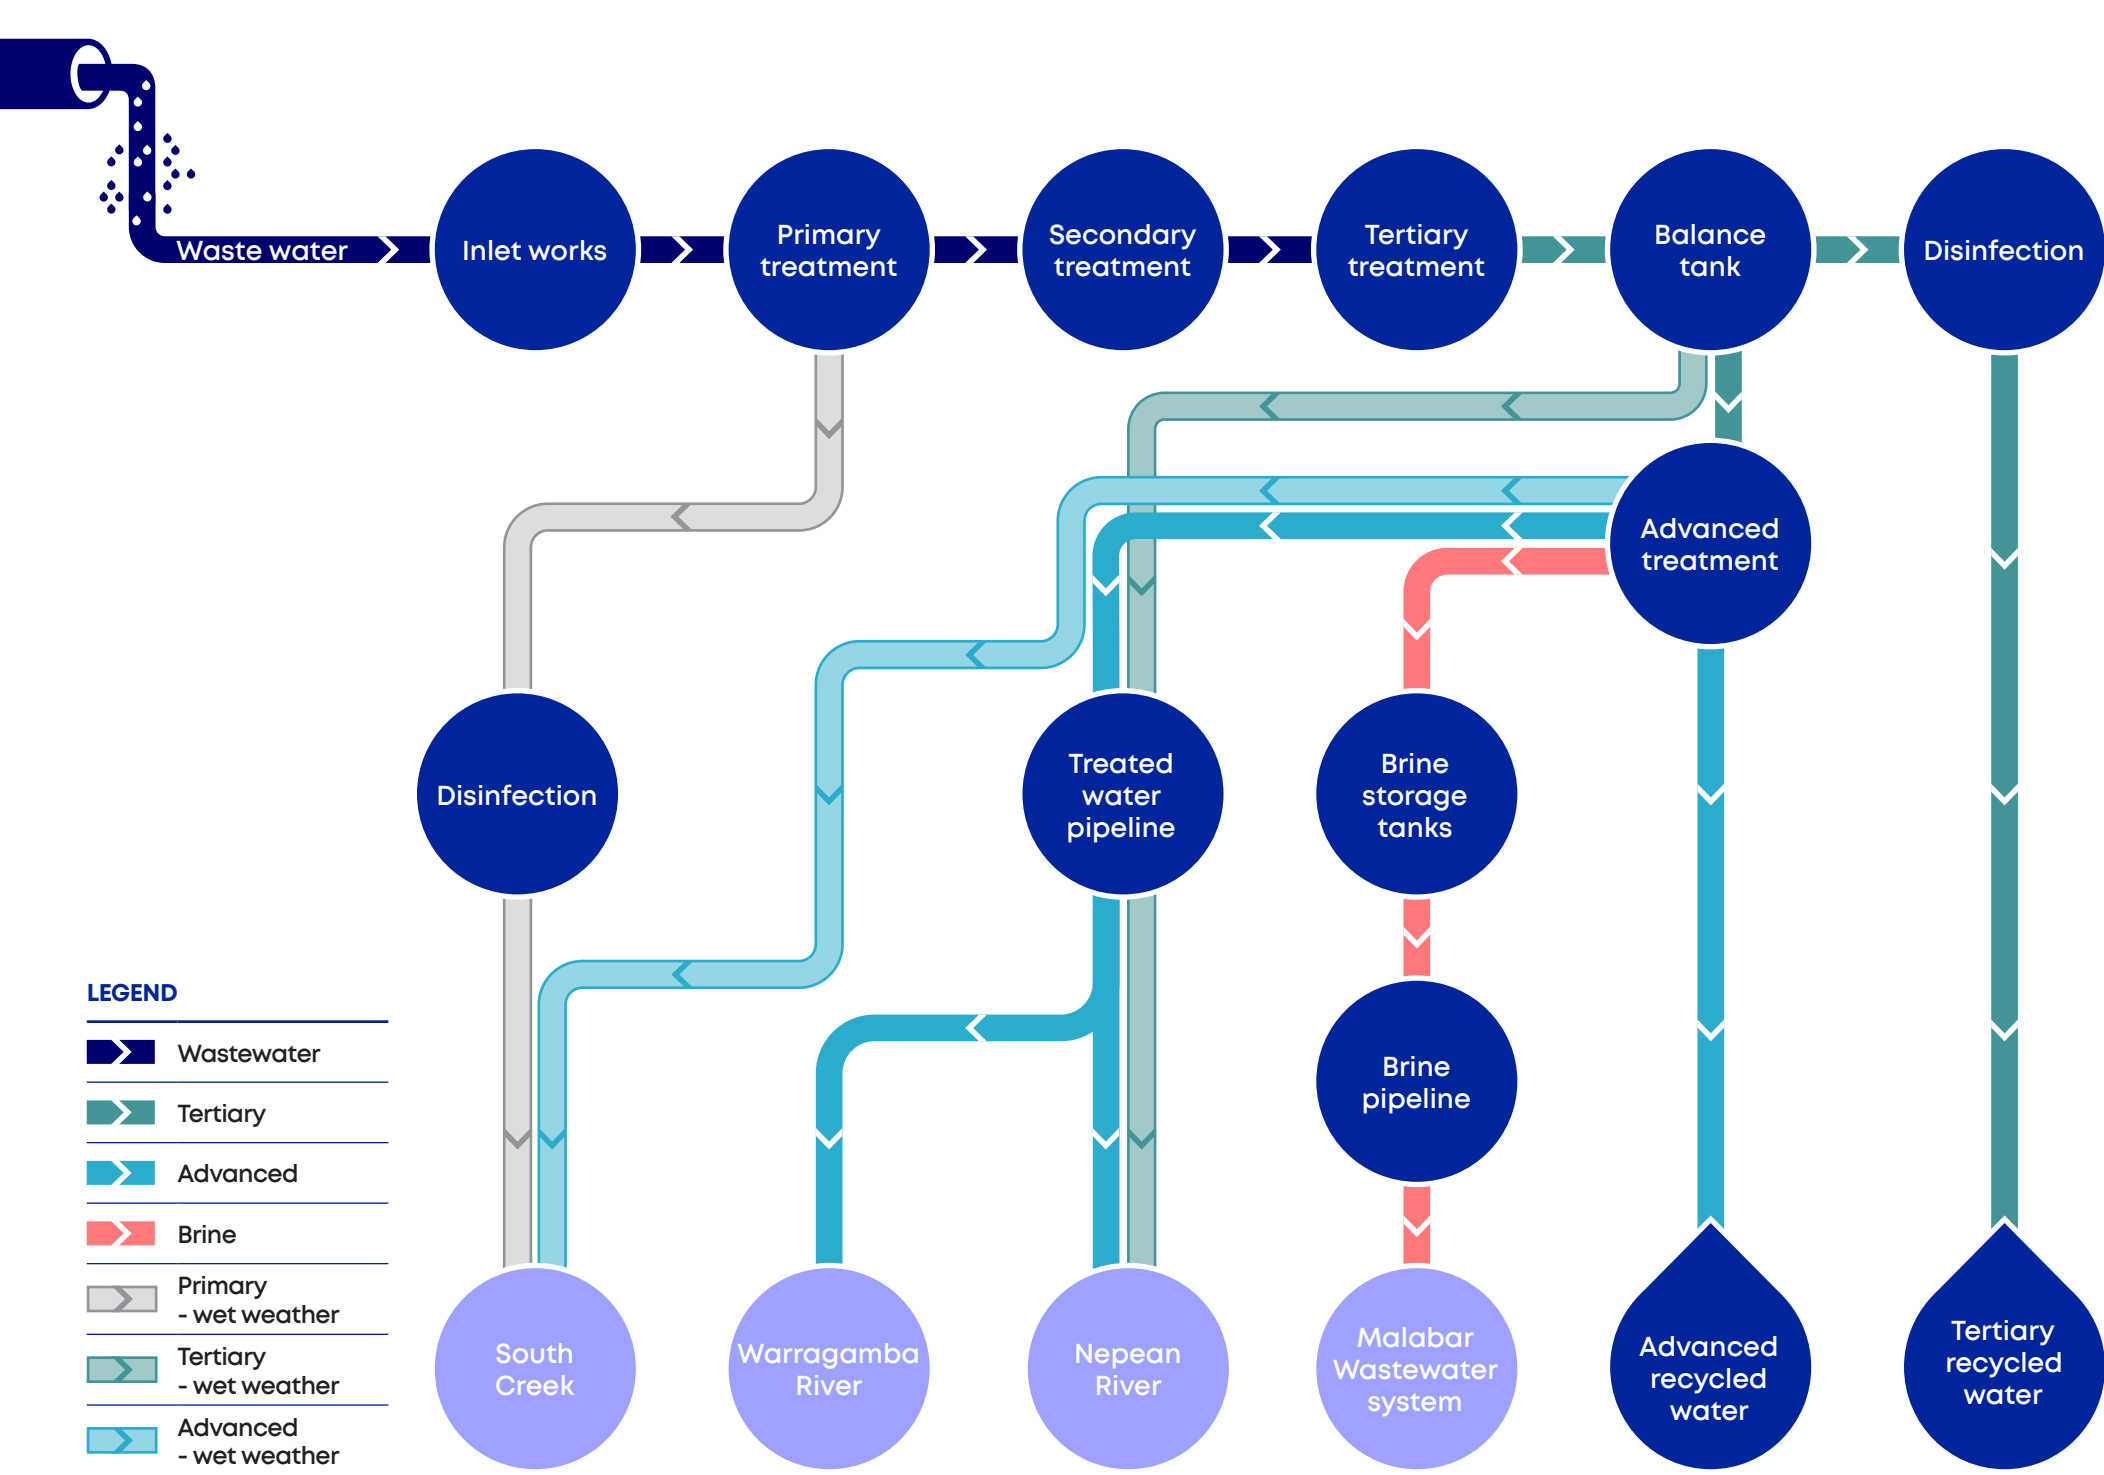 Waste water
Inlet works
Primary
treatment
Secondary
treatment
Tertiary
treatment
Balance
tank
Disinfection
Advanced
treatment
Disinfection
Treated
water
pipeline
Brine
storage
tanks
Brine
pipeline
LEGEND
Wastewater
Tertiary
Advanced
Brine
Primary
- wet weather
Tertiary
- wet weather
Advanced
- wet weather
South
Creek
Warragamba
River
Nepean
River
Malabar
Wastewater
system
Advanced
recycled
water
Tertiary
recycled
water